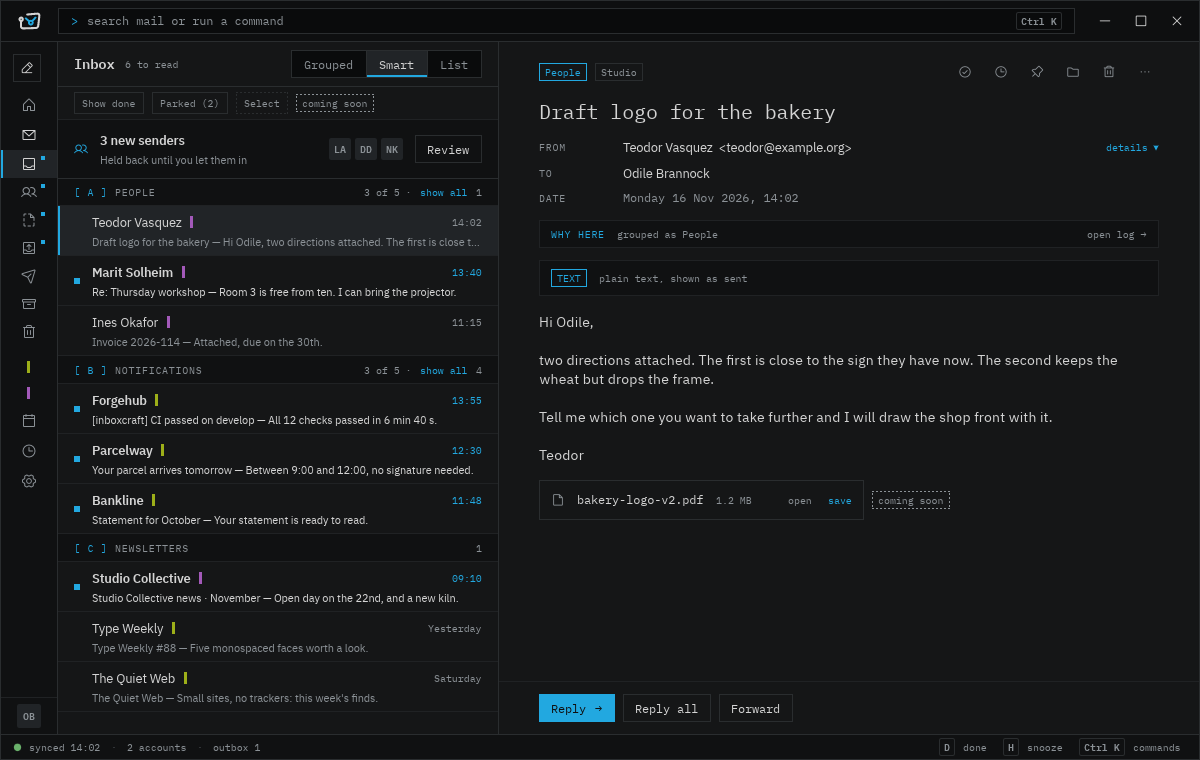 > search mail or run a command Ctrl K
Inbox 6 to read Grouped Smart List
Show done Parked (2) Select coming soon
3 new senders
Held back until you let them in
LA DD NK Review
[ A ] PEOPLE 3 of 5 · show all 1
Teodor Vasquez 14:02
Draft logo for the bakery — Hi Odile, two directions attached. The first is close t…
Marit Solheim 13:40
Re: Thursday workshop — Room 3 is free from ten. I can bring the projector.
Ines Okafor 11:15
Invoice 2026-114 — Attached, due on the 30th.
[ B ] NOTIFICATIONS 3 of 5 · show all 4
Forgehub 13:55
[inboxcraft] CI passed on develop — All 12 checks passed in 6 min 40 s.
Parcelway 12:30
Your parcel arrives tomorrow — Between 9:00 and 12:00, no signature needed.
Bankline 11:48
Statement for October — Your statement is ready to read.
[ C ] NEWSLETTERS 1
Studio Collective 09:10
Studio Collective news · November — Open day on the 22nd, and a new kiln.
Type Weekly Yesterday
Type Weekly #88 — Five monospaced faces worth a look.
The Quiet Web Saturday
The Quiet Web — Small sites, no trackers: this week's finds.
OB
People Studio
Draft logo for the bakery
FROM Teodor Vasquez <teodor@example.org> details ▾
TO Odile Brannock
DATE Monday 16 Nov 2026, 14:02
WHY HERE grouped as People open log →
TEXT plain text, shown as sent
Hi Odile,
two directions attached. The first is close to the sign they have now. The second keeps the
wheat but drops the frame.
Tell me which one you want to take further and I will draw the shop front with it.
Teodor
bakery-logo-v2.pdf 1.2 MB open save coming soon
Reply → Reply all Forward
synced 14:02 · 2 accounts · outbox 1 D done H snooze Ctrl K commands